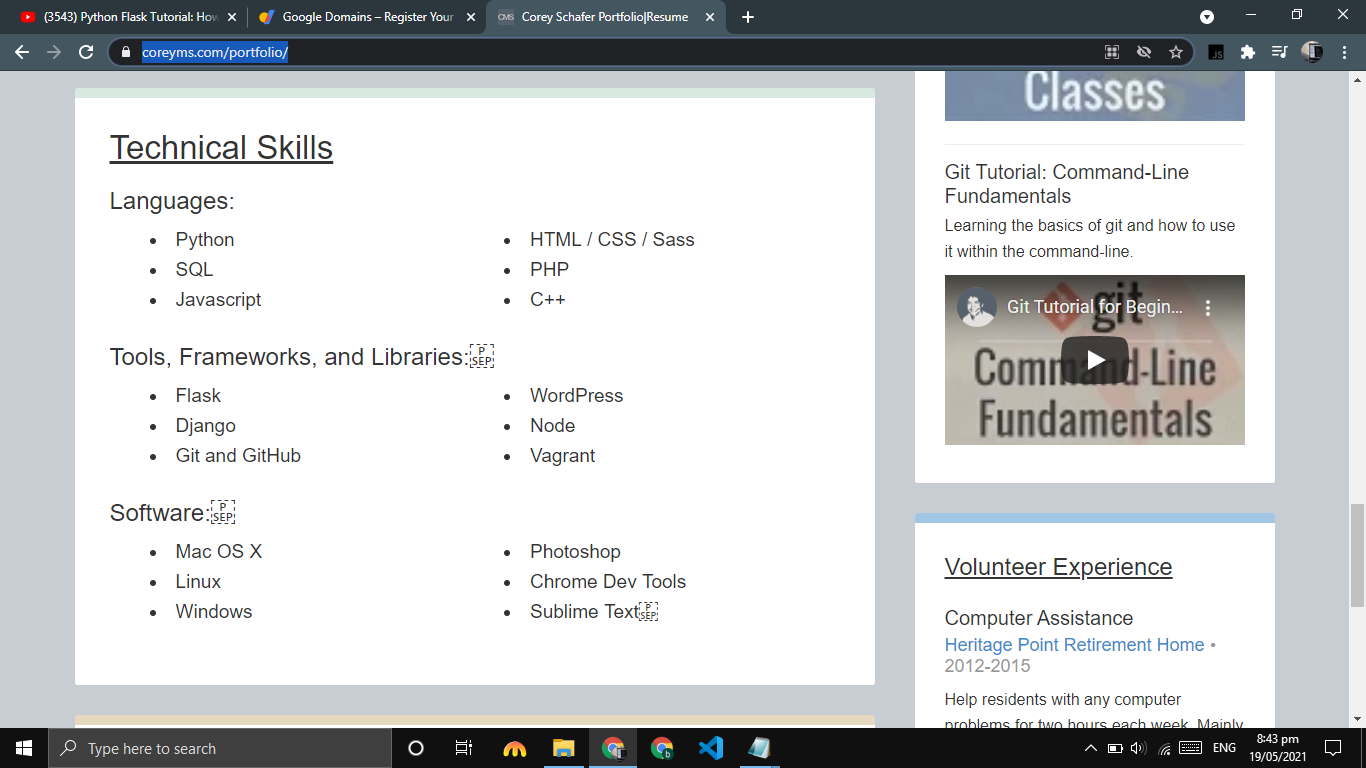 (3543) Python Flask Tutorial: How
Google Domains – Register Your
CMS Corey Schafer Portfolio|Resume
coreyms.com/portfolio/
JS
Technical Skills
Languages:
Python
SQL
Javascript
HTML / CSS / Sass
PHP
C++
Tools, Frameworks, and Libraries:
P SEP
Flask
Django
Git and GitHub
WordPress
Node
Vagrant
Software:
P SEP
Mac OS X
Linux
Windows
Photoshop
Chrome Dev Tools
Sublime Text
P SEP
Classes
Git Tutorial: Command-Line
Fundamentals
Learning the basics of git and how to use
it within the command-line.
Git Tutorial for Begin...
git
Command-Line
Fundamentals
Volunteer Experience
Computer Assistance
Heritage Point Retirement Home •
2012-2015
Help residents with any computer
problems for two hours each week. Mainly
Type here to search
ENG
8:43 pm
19/05/2021